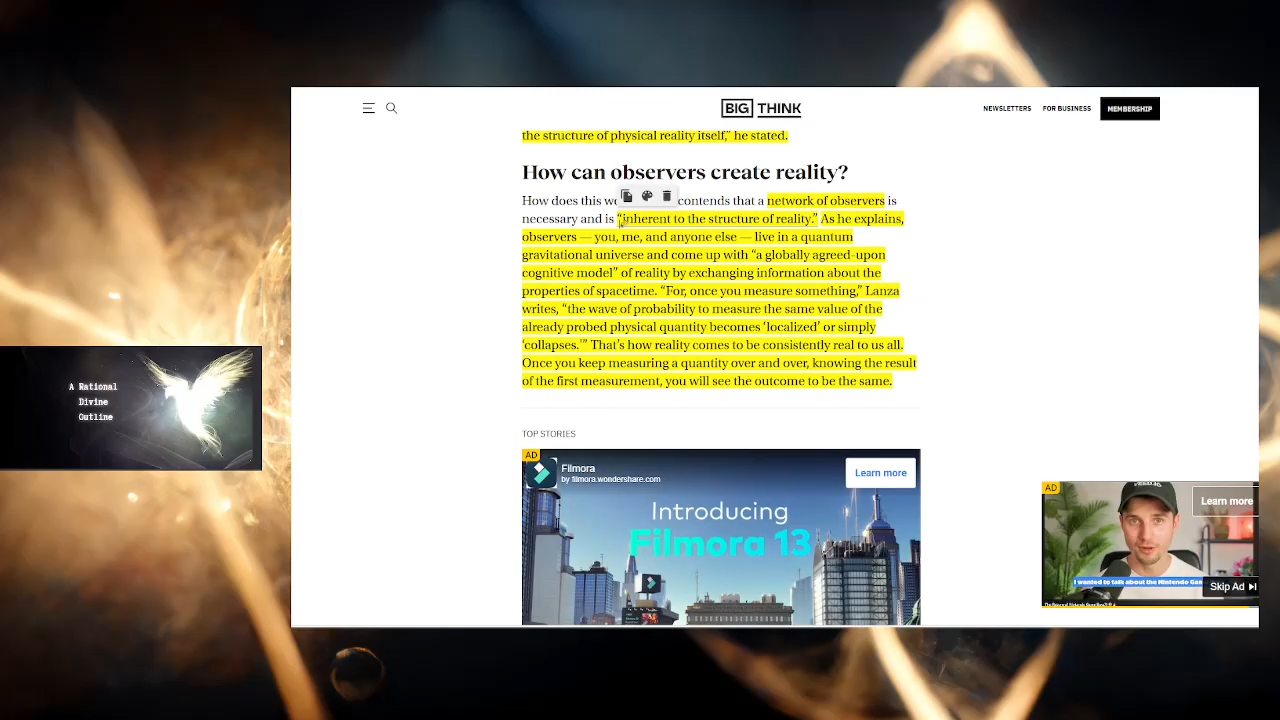 BIG THINK
NEWSLETTERS
FOR BUSINESS
MEMBERSHIP
the structure of physical reality itself,” he stated.
How can observers create reality?
How does this contends that a network of observers is
necessary and is “inherent to the structure of reality.” As he explains,
observers — you, me, and anyone else — live in a quantum
gravitational universe and come up with “a globally agreed-upon
cognitive model” of reality by exchanging information about the
properties of spacetime. “For, once you measure something,” Lanza
writes, “the wave of probability to measure the same value of the
already probed physical quantity becomes ‘localized’ or simply
‘collapses.’” That’s how reality comes to be consistently real to us all.
Once you keep measuring a quantity over and over, knowing the result
of the first measurement, you will see the outcome to be the same.
A Rational
Divine
Outline
TOP STORIES
AD
Filmora
by filmora.wondershare.com
Learn more
Introducing
Filmora 13
AD
Learn more
I wanted to talk about the Nintendo
Skip Ad